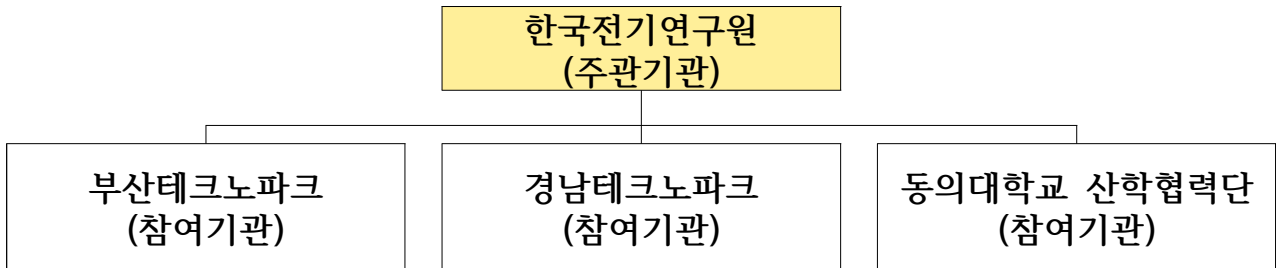 한국전기연구원
(주관기관)
부산테크노파크
(참여기관)
경남테크노파크
(참여기관)
동의대학교 산학협력단
(참여기관)